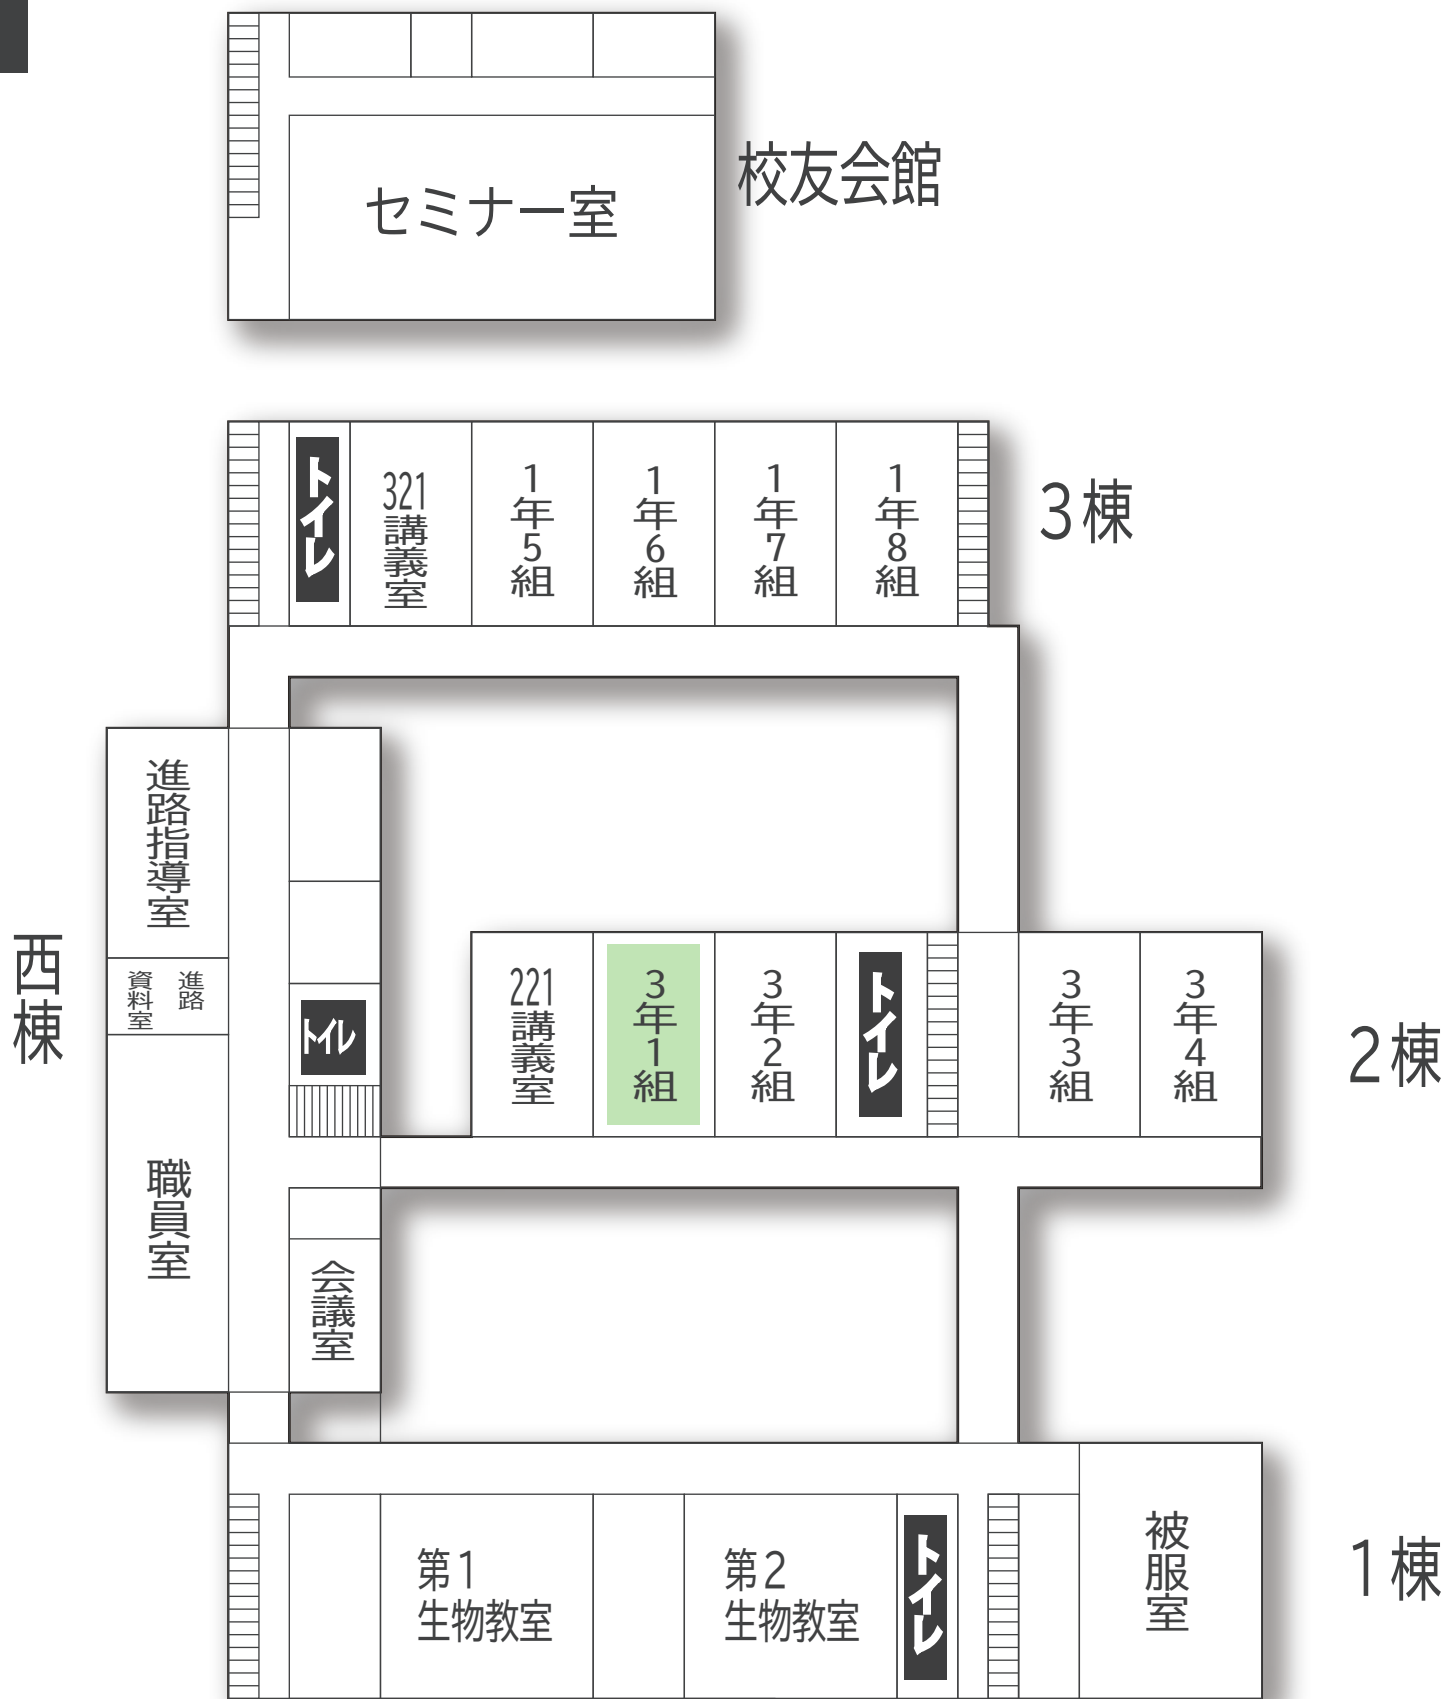 セミナー室
校友会館
トイレ
321講義室
1年5組
1年6組
1年7組
1年8組
3棟
進路指導室
進路
資料室
職員室
西棟
トイレ
会議室
221講義室
3年1組
3年2組
トイレ
3年3組
3年4組
2棟
第1
生物教室
第2
生物教室
トイレ
被服室
1棟